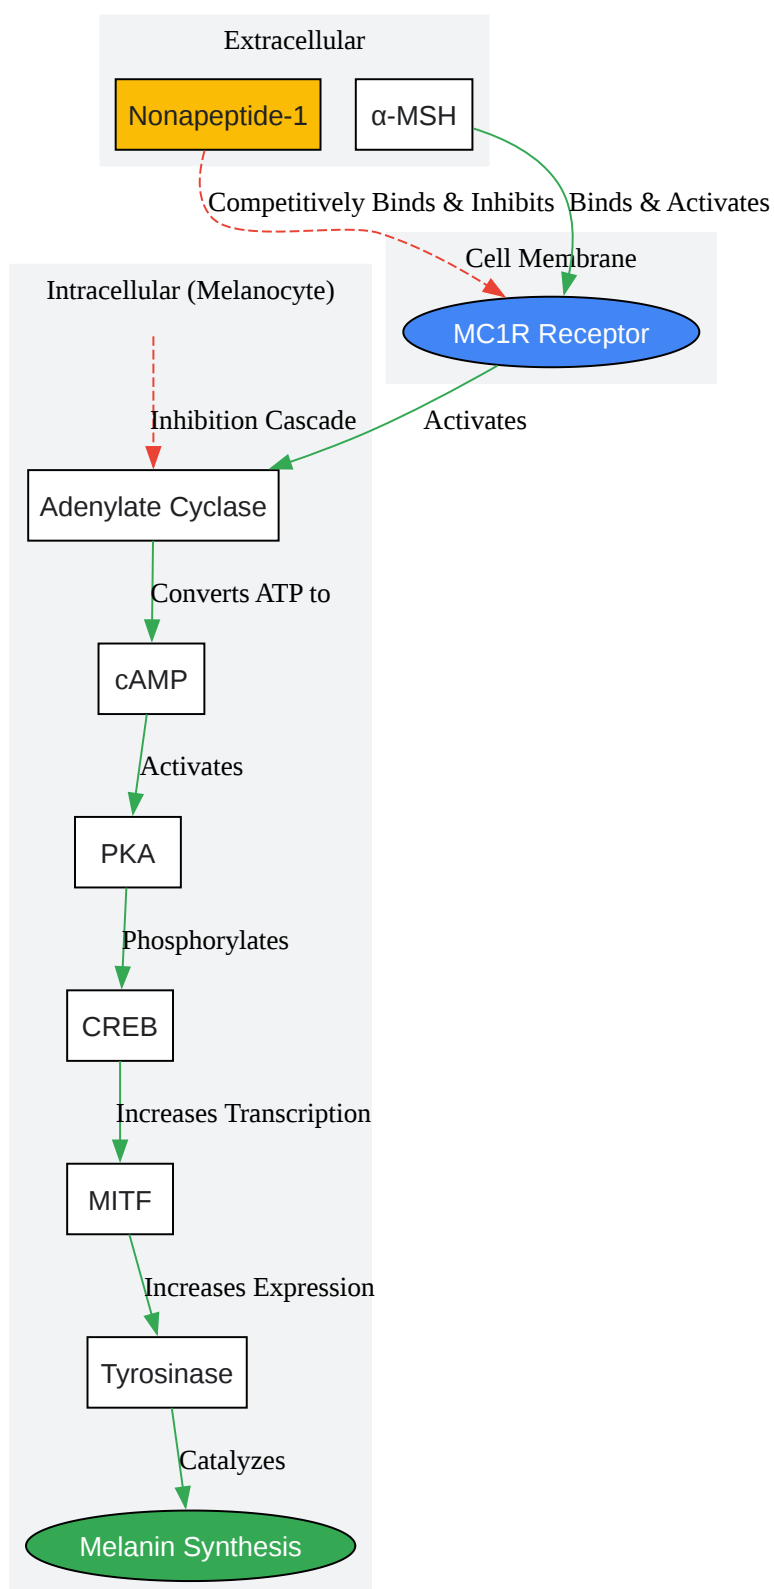 Extracellular
Nonapeptide-1
α-MSH
Competitively Binds & Inhibits
Binds & Activates
Cell Membrane
Intracellular (Melanocyte)
MC1R Receptor
Inhibition Cascade
Activates
Adenylate Cyclase
Converts ATP to
cAMP
Activates
PKA
Phosphorylates
CREB
Increases Transcription
MITF
Increases Expression
Tyrosinase
Catalyzes
Melanin Synthesis